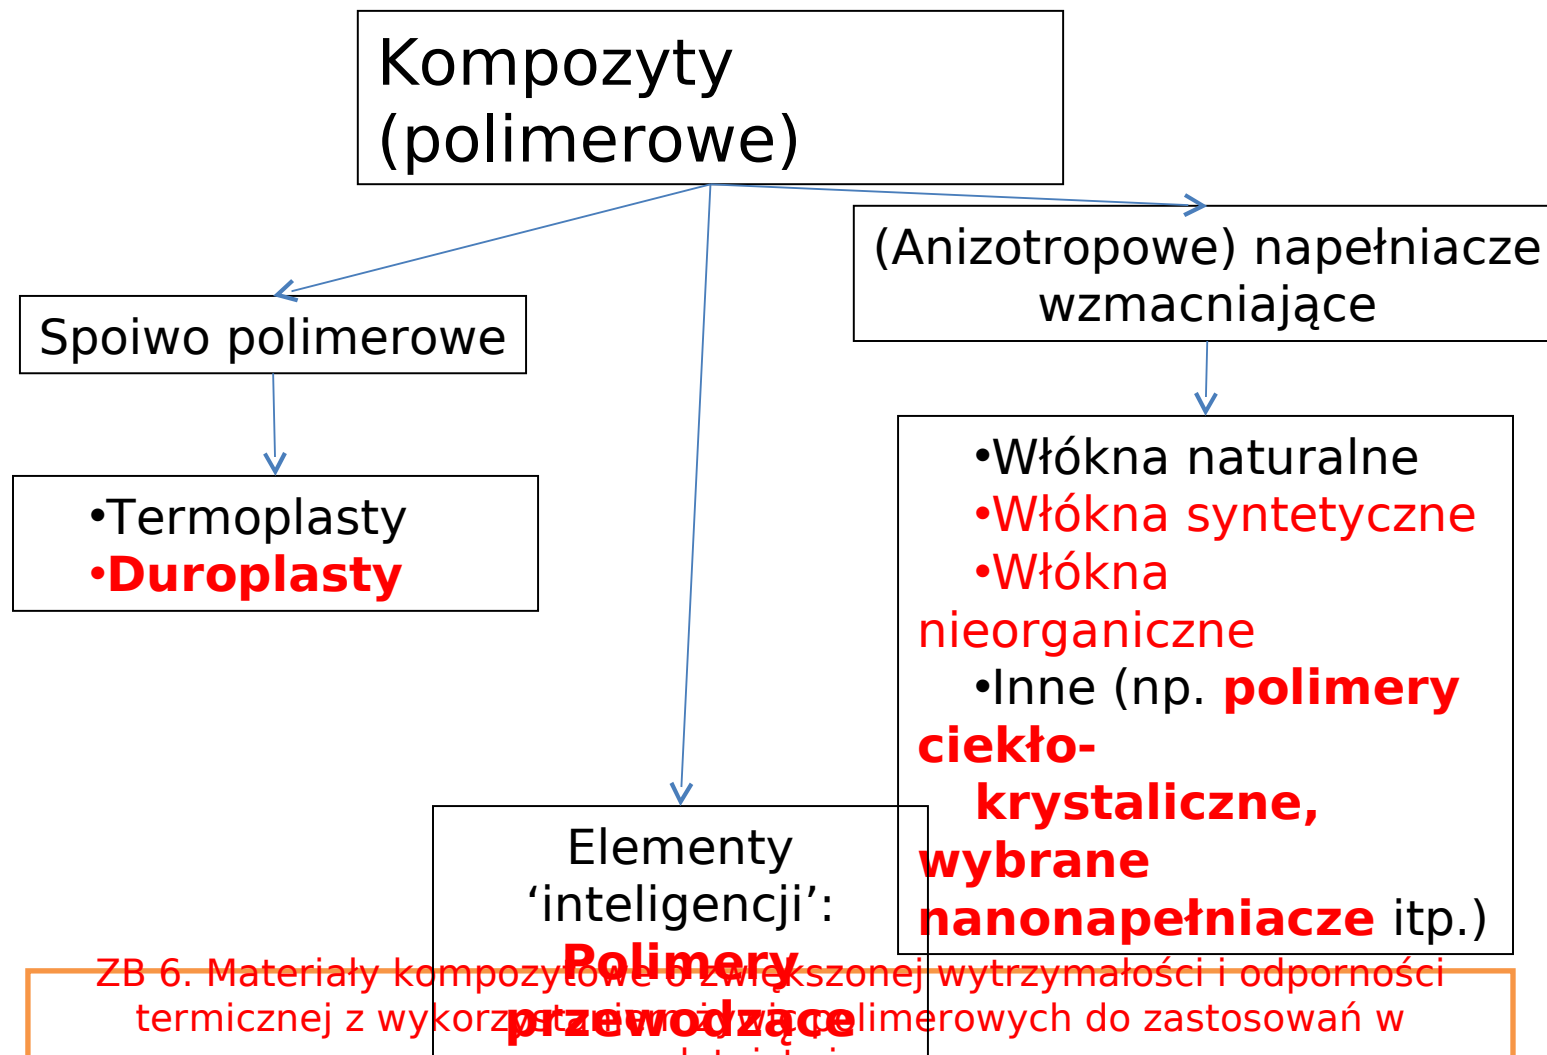 Kompozyty
(polimerowe)
(Anizotropowe) napełniacze
wzmacniające
Spoiwo polimerowe
•Termoplasty
•Duroplasty
•Włókna naturalne
•Włókna syntetyczne
•Włókna
nieorganiczne
•Inne (np. polimery
ciekło-
krystaliczne,
wybrane
nanonapełniacze itp.)
Elementy
‘inteligencji’:
Polimery
przewodzące
ZB 6. Materiały kompozytowe o zwiększonej wytrzymałości i odporności
termicznej z wykorzystaniem żywic polimerowych do zastosowań w